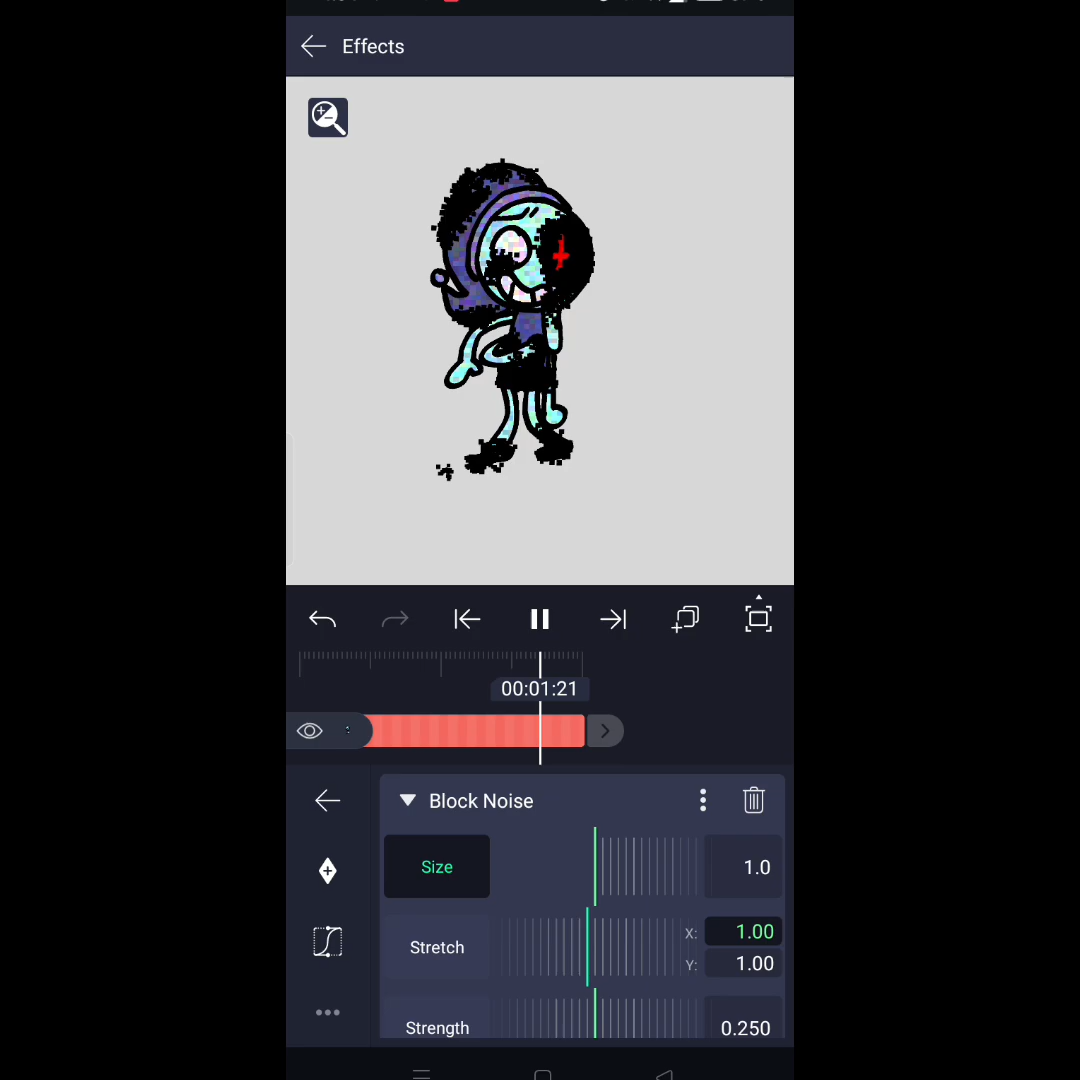 Effects
00:01:21
Block Noise
Size
1.0
Stretch
X: 1.00
Y: 1.00
Strength
0.250